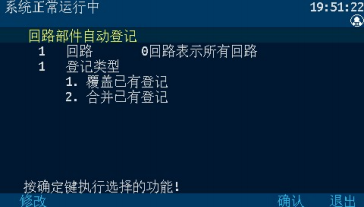 系统正常运行中 19:51:22
回路部件自动登记
1 回路 0回路表示所有回路
1 登记类型
1. 覆盖已有登记
2. 合并已有登记
按确定键执行选择的功能!
修改 确认 退出